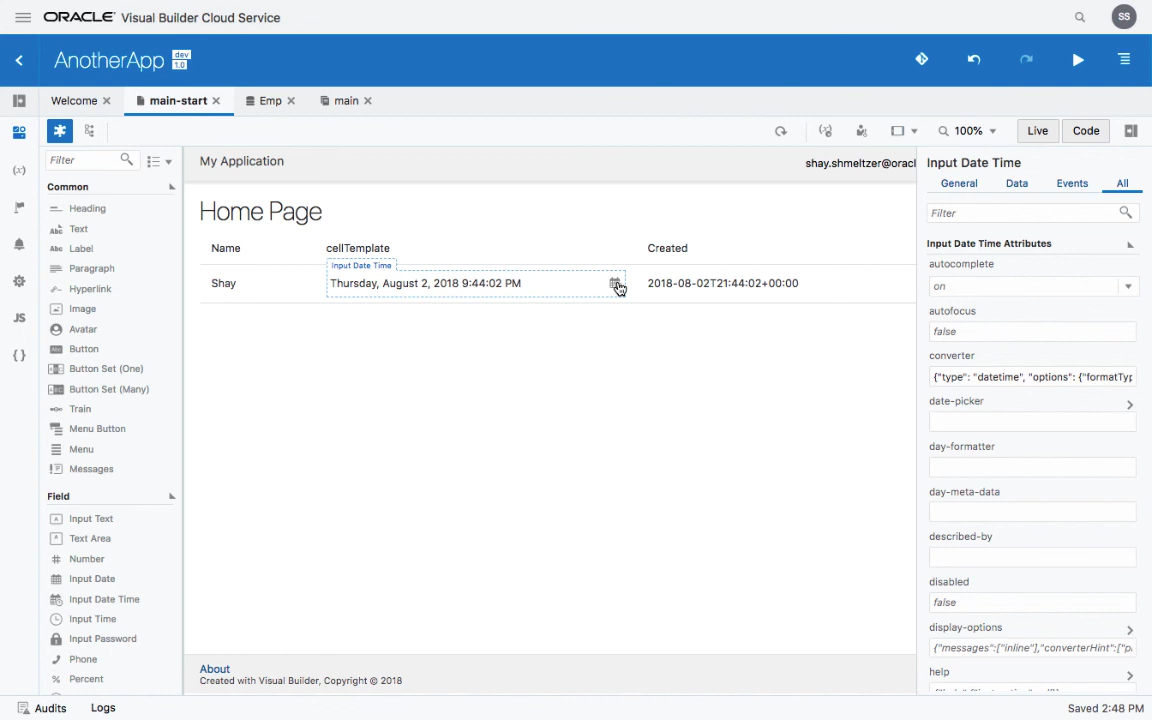 ORACLE Visual Builder Cloud Service
SS
AnotherApp dev 1.0
Welcome
main-start
Emp
main
100%
Live
Code
Filter
Common
Heading
Text
Label
Paragraph
Hyperlink
Image
Avatar
Button
Button Set (One)
Button Set (Many)
Train
Menu Button
Menu
Messages
Field
Input Text
Text Area
Number
Input Date
Input Date Time
Input Time
Input Password
Phone
Percent
My Application
shay.shmeltzer@oracl
Home Page
Name cellTemplate Created
Input Date Time
Shay Thursday, August 2, 2018 9:44:02 PM 2018-08-02T21:44:02+00:00
About
Created with Visual Builder, Copyright © 2018
Input Date Time
General Data Events All
Filter
Input Date Time Attributes
autocomplete
on
autofocus
false
converter
{"type": "datetime", "options": {"formatTyp
date-picker
day-formatter
day-meta-data
described-by
disabled
false
display-options
{"messages":["inline"],"converterHint":["pl
help
Audits
Logs
Saved 2:48 PM